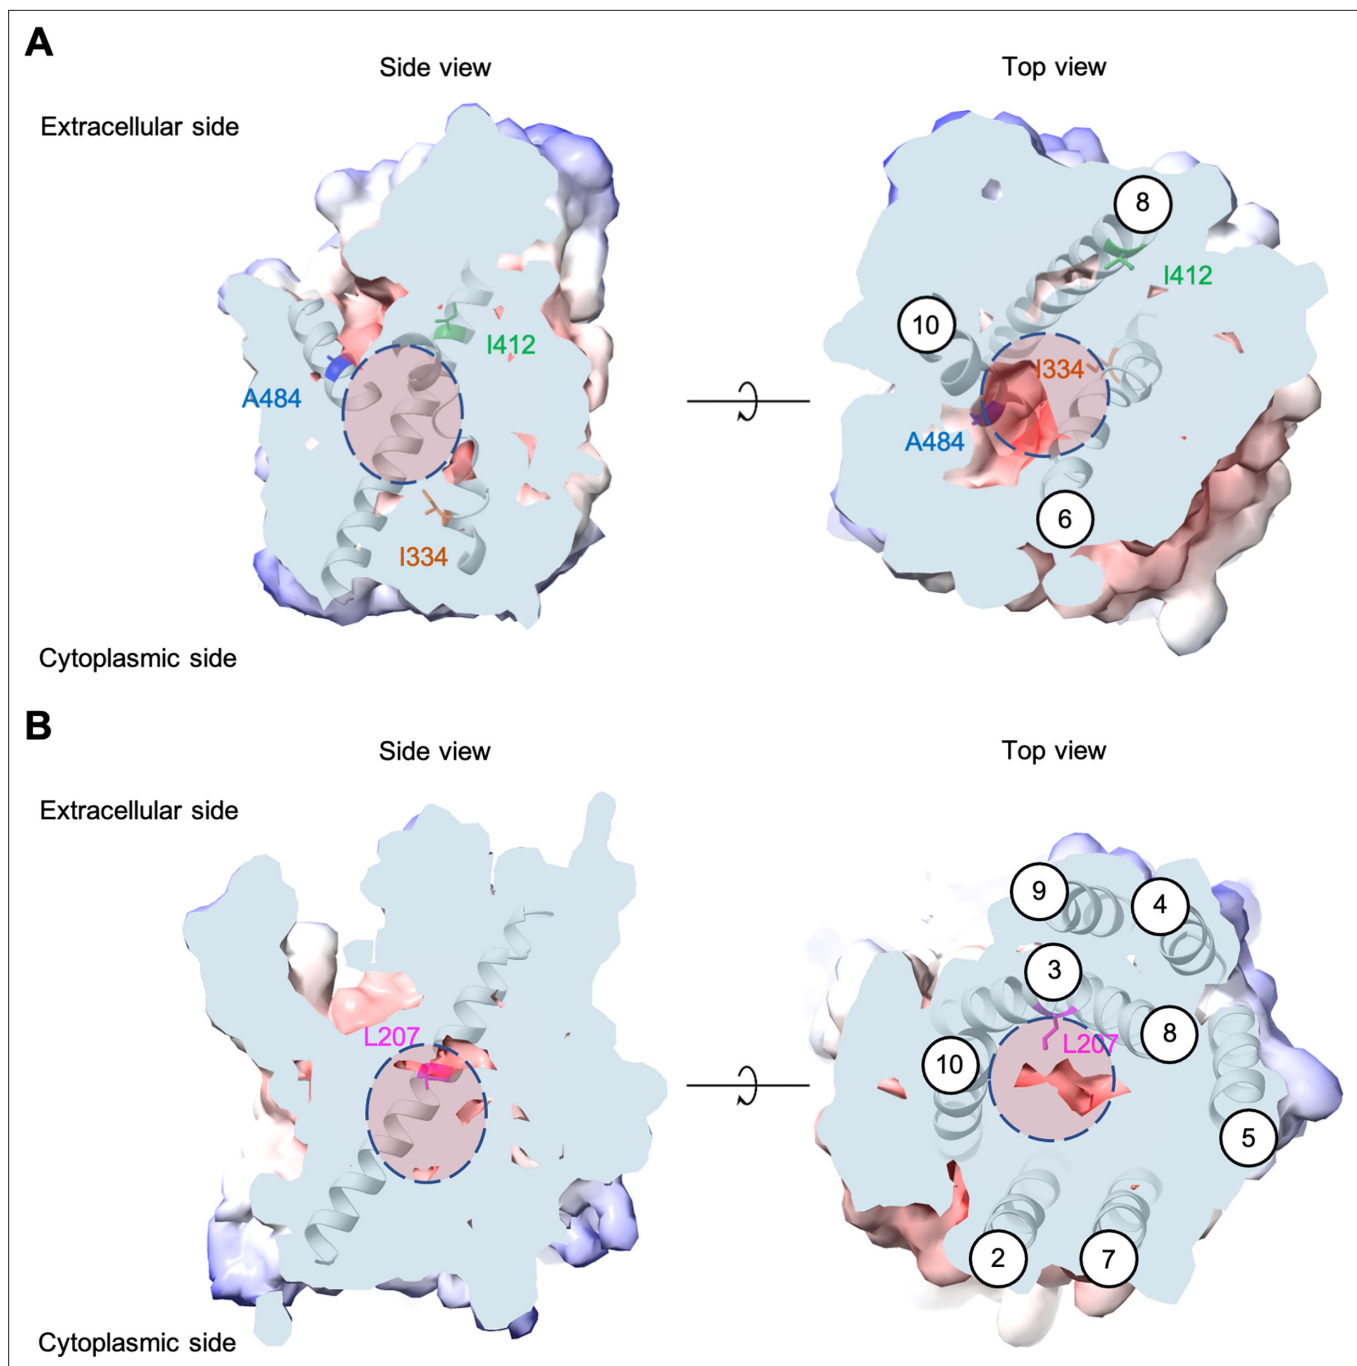 A
Side view
Top view
Extracellular side
8
I412
10
I412
I334
A484
A484
6
I334
Cytoplasmic side
B
Side view
Top view
Extracellular side
9
4
3
L207
8
L207
10
5
2
7
Cytoplasmic side